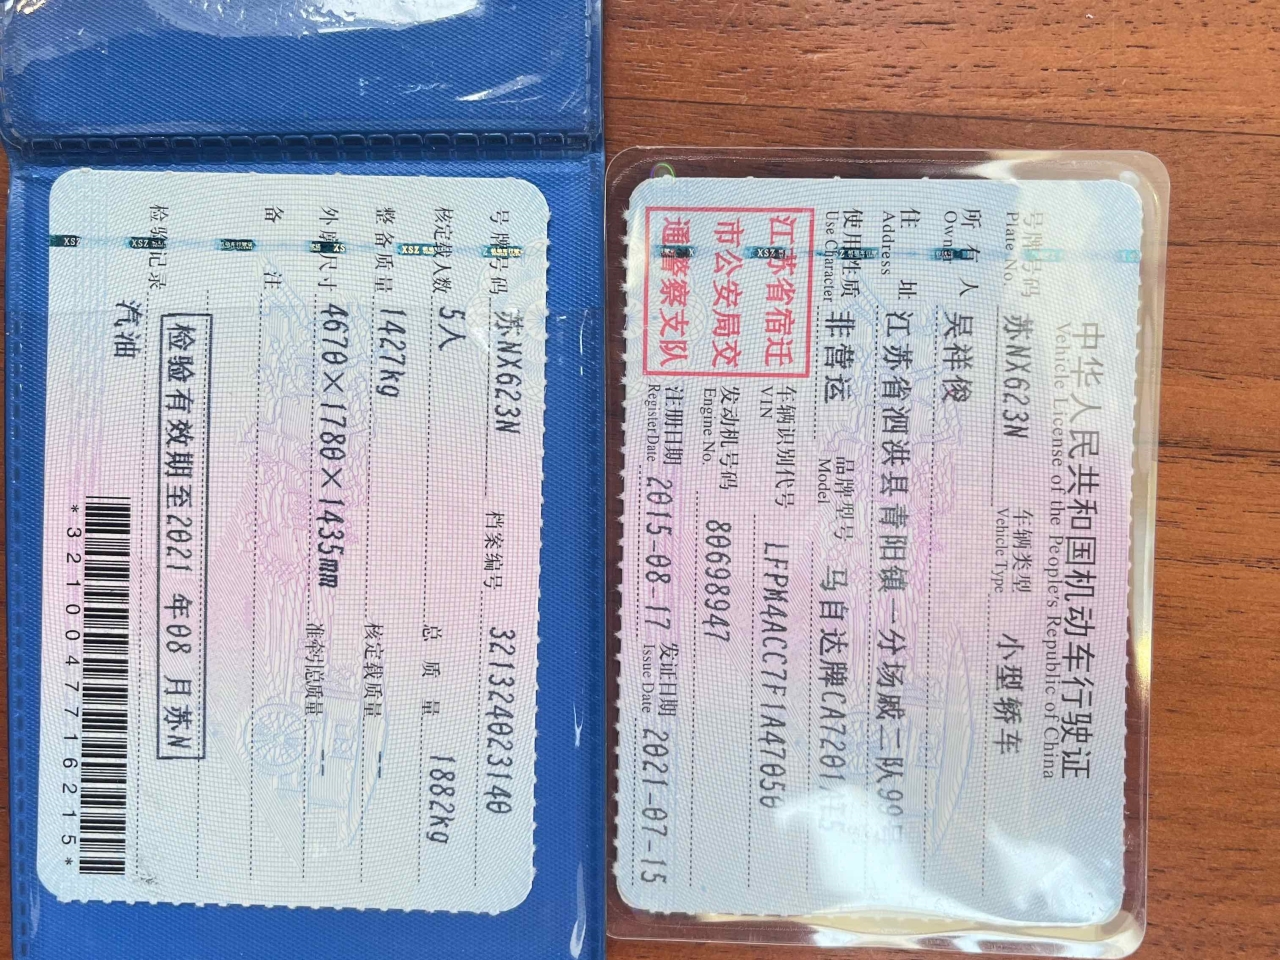 中华人民共和国机动车行驶证
Vehicle License of the People's Republic of China
号牌号码 苏NX623N 车辆类型 小型轿车
Plate No. Vehicle Type
所有人 吴祥俊
Owner
住址 江苏省泗洪县青阳镇一分场臧二队99号
Address
使用性质 非营运 品牌型号 马自达牌CA7201
Use Character Model
江苏省宿迁
市公安局交
通警察支队
车辆识别代号 LFPM4ACC7F1A47050
VIN
发动机号码 80698947
Engine No.
注册日期 2015-08-17 发证日期 2021-07-15
Register Date Issue Date
号牌号码 苏NX623N 档案编号 321324023140
核定载人数 5人 总质量 1882kg
整备质量 1427kg 核定载质量 --
外廓尺寸 4670×1780×1435mm 准牵引总质量 --
备注
检验记录 检验有效期至2021年08月苏N
汽油
*3210047716215*